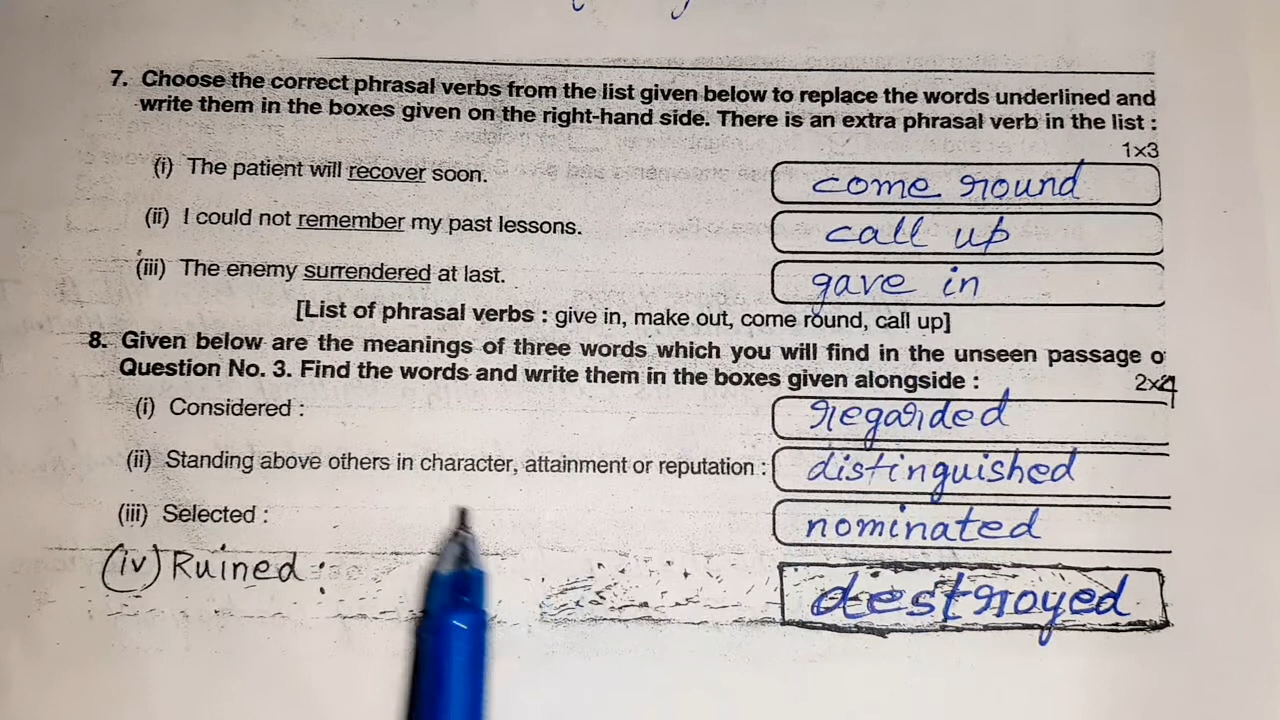 7. Choose the correct phrasal verbs from the list given below to replace the words underlined and
write them in the boxes given on the right-hand side. There is an extra phrasal verb in the list :
1×3
(i) The patient will recover soon. come round
(ii) I could not remember my past lessons. call up
(iii) The enemy surrendered at last. gave in
[List of phrasal verbs : give in, make out, come round, call up]
8. Given below are the meanings of three words which you will find in the unseen passage o
Question No. 3. Find the words and write them in the boxes given alongside : 2×4
(i) Considered : regarded
(ii) Standing above others in character, attainment or reputation : distinguished
(iii) Selected : nominated
(iv) Ruined : destroyed